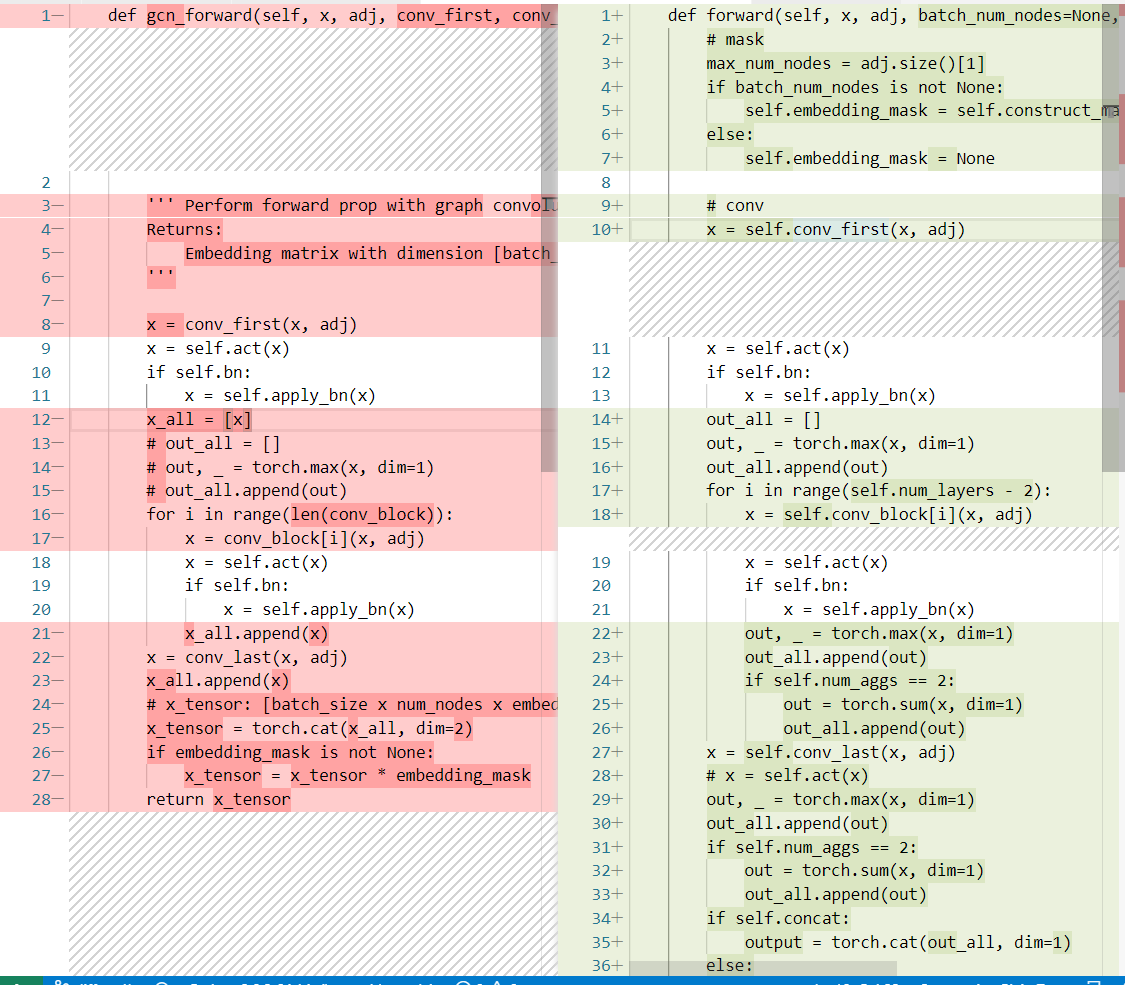 1— def gcn_forward(self, x, adj, conv_first, conv_
2
3— ''' Perform forward prop with graph
4— Returns:
5— Embedding matrix with dimension [batch_
6— '''
7—
8— x = conv_first(x, adj)
9 x = self.act(x)
10 if self.bn:
11 x = self.apply_bn(x)
12— x_all = [x]
13— # out_all = []
14— # out, _ = torch.max(x, dim=1)
15— # out_all.append(out)
16— for i in range(len(conv_block)):
17— x = conv_block[i](x, adj)
18 x = self.act(x)
19 if self.bn:
20 x = self.apply_bn(x)
21— x_all.append(x)
22— x = conv_last(x, adj)
23— x_all.append(x)
24— # x_tensor: [batch_size x num_nodes x embed
25— x_tensor = torch.cat(x_all, dim=2)
26— if embedding_mask is not None:
27— x_tensor = x_tensor * embedding_mask
28— return x_tensor
1+ def forward(self, x, adj, batch_num_nodes=None,
2+ # mask
3+ max_num_nodes = adj.size()[1]
4+ if batch_num_nodes is not None:
5+ self.embedding_mask = self.construct_ma
6+ else:
7+ self.embedding_mask = None
8
9+ # conv
10+ x = self.conv_first(x, adj)
11 x = self.act(x)
12 if self.bn:
13 x = self.apply_bn(x)
14+ out_all = []
15+ out, _ = torch.max(x, dim=1)
16+ out_all.append(out)
17+ for i in range(self.num_layers - 2):
18+ x = self.conv_block[i](x, adj)
19 x = self.act(x)
20 if self.bn:
21 x = self.apply_bn(x)
22+ out, _ = torch.max(x, dim=1)
23+ out_all.append(out)
24+ if self.num_aggs == 2:
25+ out = torch.sum(x, dim=1)
26+ out_all.append(out)
27+ x = self.conv_last(x, adj)
28+ # x = self.act(x)
29+ out, _ = torch.max(x, dim=1)
30+ out_all.append(out)
31+ if self.num_aggs == 2:
32+ out = torch.sum(x, dim=1)
33+ out_all.append(out)
34+ if self.concat:
35+ output = torch.cat(out_all, dim=1)
36+ else: